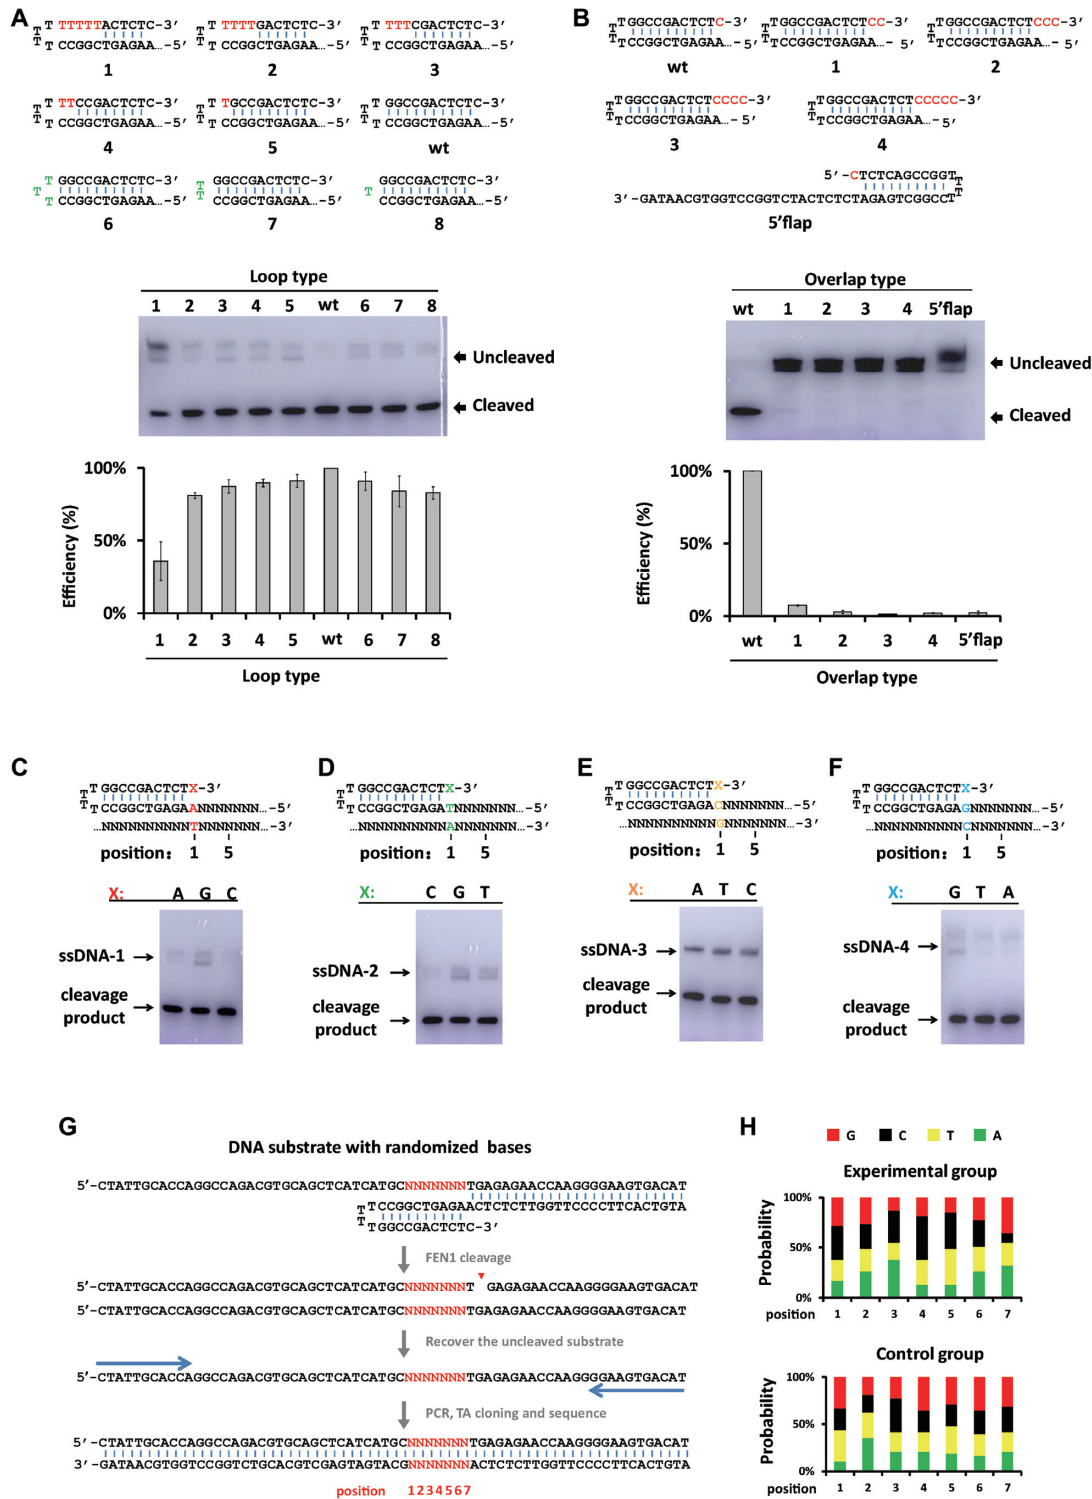 A
T TTTTTACTCTC-3′ T TTTTGACTCTC-3′ T TTTCGACTCTC-3′
TT
T CCGGCTGAGAA…-5′ T CCGGCTGAGAA…-5′ T CCGGCTGAGAA…-5′
1 2 3
T TTCCGACTCTC-3′ T TGCCGACTCTC-3′ T GGCCGACTCTC-3′
T CCGGCTGAGAA…-5′ T CCGGCTGAGAA…-5′ T CCGGCTGAGAA…-5′
4 5 wt
T GGCCGACTCTC-3′ GGCCGACTCTC-3′ GGCCGACTCTC-3′
T CCGGCTGAGAA…-5′ CCGGCTGAGAA…-5′ CCGGCTGAGAA…-5′
6 7 8
Loop type
1 2 3 4 5 wt 6 7 8
Uncleaved
Cleaved
100%
50%
0%
Efficiency (%)
1 2 3 4 5 wt 6 7 8
Loop type
B
TGGCCGACTCTC-3′ TGGCCGACTCTCC-3′ TGGCCGACTCTCCC-3′
TCCGGCTGAGAA…-5′ TCCGGCTGAGAA…-5′ TCCGGCTGAGAA…-5′
wt 1 2
TGGCCGACTCTCCCC-3′ TGGCCGACTCTCCCCC-3′
TCCGGCTGAGAA…-5′ TCCGGCTGAGAA…-5′
3 4
5′-CTCTCAGCCGGT
3′-GATAACGTGGTCCGGTCTACTCTCTAGAGTCGGCCT
5′flap
Overlap type
wt 1 2 3 4 5′flap
Uncleaved
Cleaved
100%
50%
0%
Efficiency (%)
wt 1 2 3 4 5′flap
Overlap type
C
TGGCCGACTCTX-3′
TCCGGCTGAGAANNNNNNN…-5′
…NNNNNNNNNNTNNNNNNN…-3′
position: 1 5
X: A G C
ssDNA-1
cleavage
product
D
TGGCCGACTCTX-3′
TCCGGCTGAGATNNNNNNN…-5′
…NNNNNNNNNNANNNNNNN…-3′
position: 1 5
X: C G T
ssDNA-2
cleavage
product
E
TGGCCGACTCTX-3′
TCCGGCTGAGACNNNNNNN…-5′
…NNNNNNNNNNGNNNNNNN…-3′
position: 1 5
X: A T C
ssDNA-3
cleavage
product
F
TGGCCGACTCTX-3′
TCCGGCTGAGAGNNNNNNN…-5′
…NNNNNNNNNNCNNNNNNN…-3′
position: 1 5
X: G T A
ssDNA-4
cleavage
product
G
DNA substrate with randomized bases
5′-CTATTGCACCAGGCCAGACGTGCAGCTCATCATGCNNNNNNNTGAGAGAACCAAGGGGAAGTGACAT
TCCGGCTGAGAACTCTCTTGGTTCCCCTTCACTGTA
TGGCCGACTCTC-3′
FEN1 cleavage
5′-CTATTGCACCAGGCCAGACGTGCAGCTCATCATGCNNNNNNNT GAGAGAACCAAGGGGAAGTGACAT
5′-CTATTGCACCAGGCCAGACGTGCAGCTCATCATGCNNNNNNNTGAGAGAACCAAGGGGAAGTGACAT
Recover the uncleaved substrate
5′-CTATTGCACCAGGCCAGACGTGCAGCTCATCATGCNNNNNNNTGAGAGAACCAAGGGGAAGTGACAT
PCR, TA cloning and sequence
5′-CTATTGCACCAGGCCAGACGTGCAGCTCATCATGCNNNNNNNTGAGAGAACCAAGGGGAAGTGACAT
3′-GATAACGTGGTCCGGTCTGCACGTCGAGTAGTACGNNNNNNNACTCTCTTGGTTCCCCTTCACTGTA
position 1234567
H
G C T A
Experimental group
100%
50%
0%
Probability
position 1 2 3 4 5 6 7
Control group
100%
50%
0%
Probability
position 1 2 3 4 5 6 7